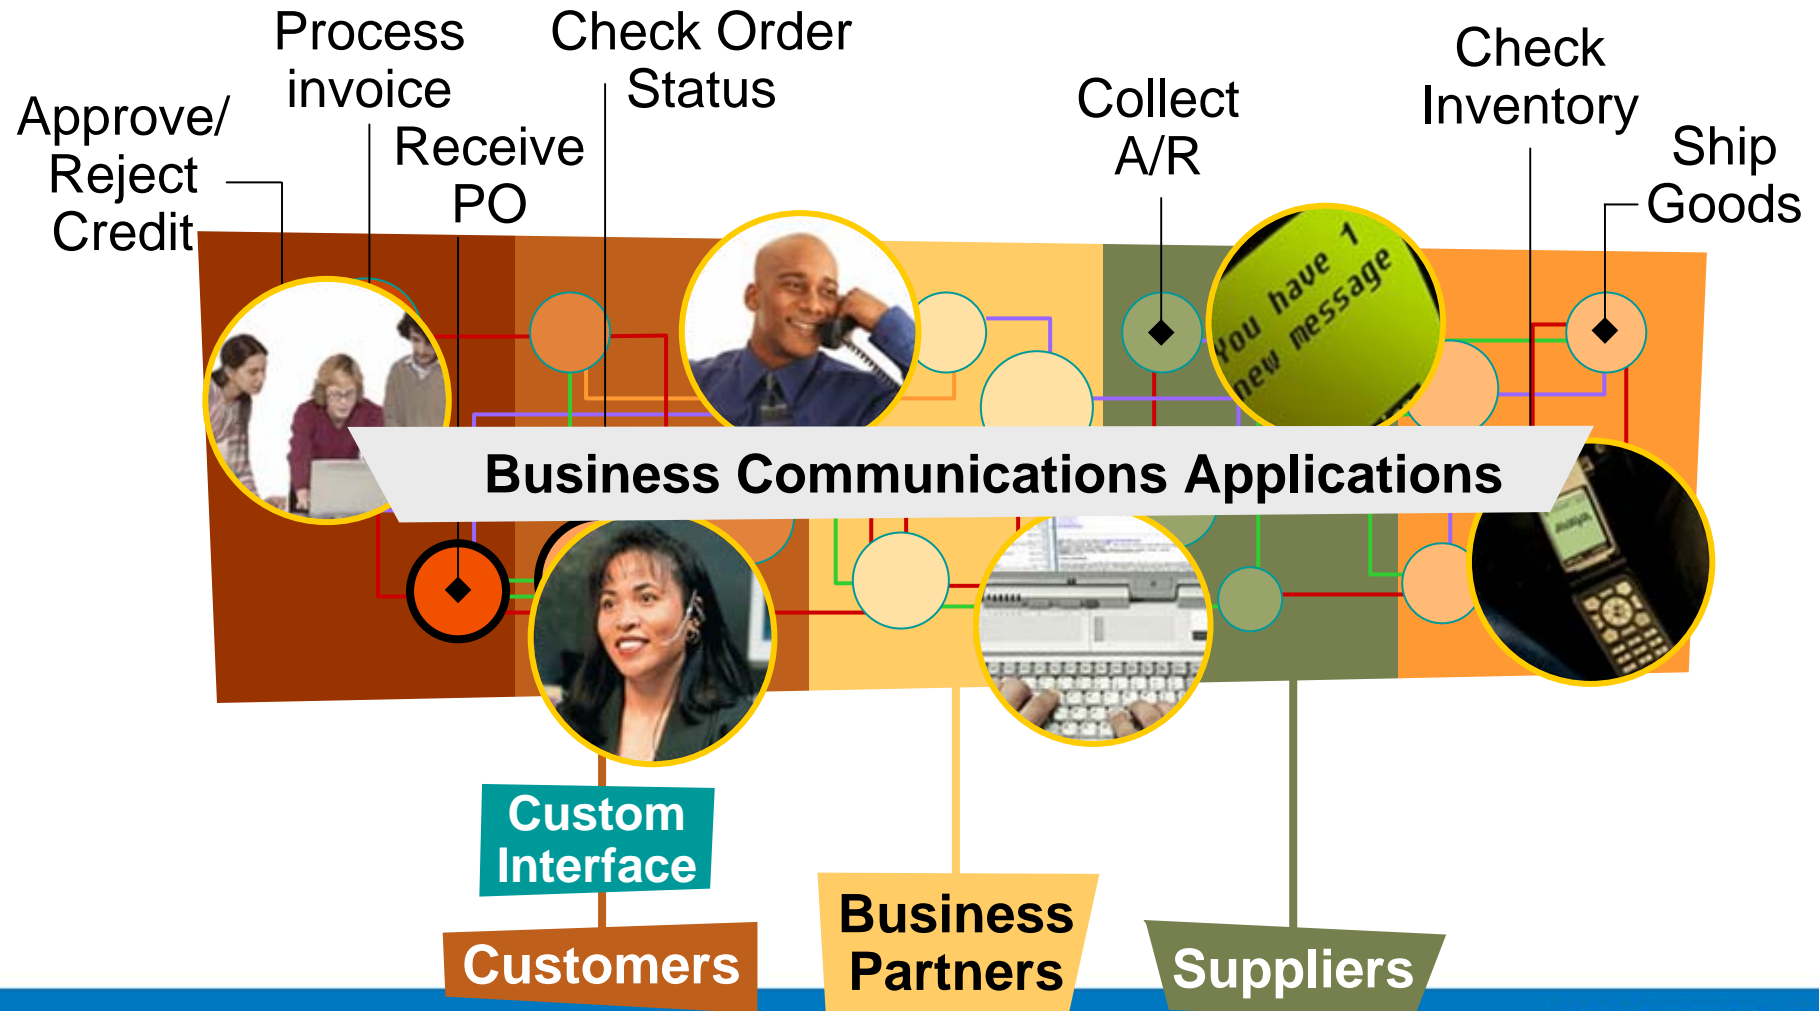 Process
invoice
Check Order
Status
Approve/
Reject
Credit
Receive
PO
Collect
A/R
Check
Inventory
Ship
Goods
You have 1
new message
Business Communications Applications
Custom
Interface
Customers
Business
Partners
Suppliers